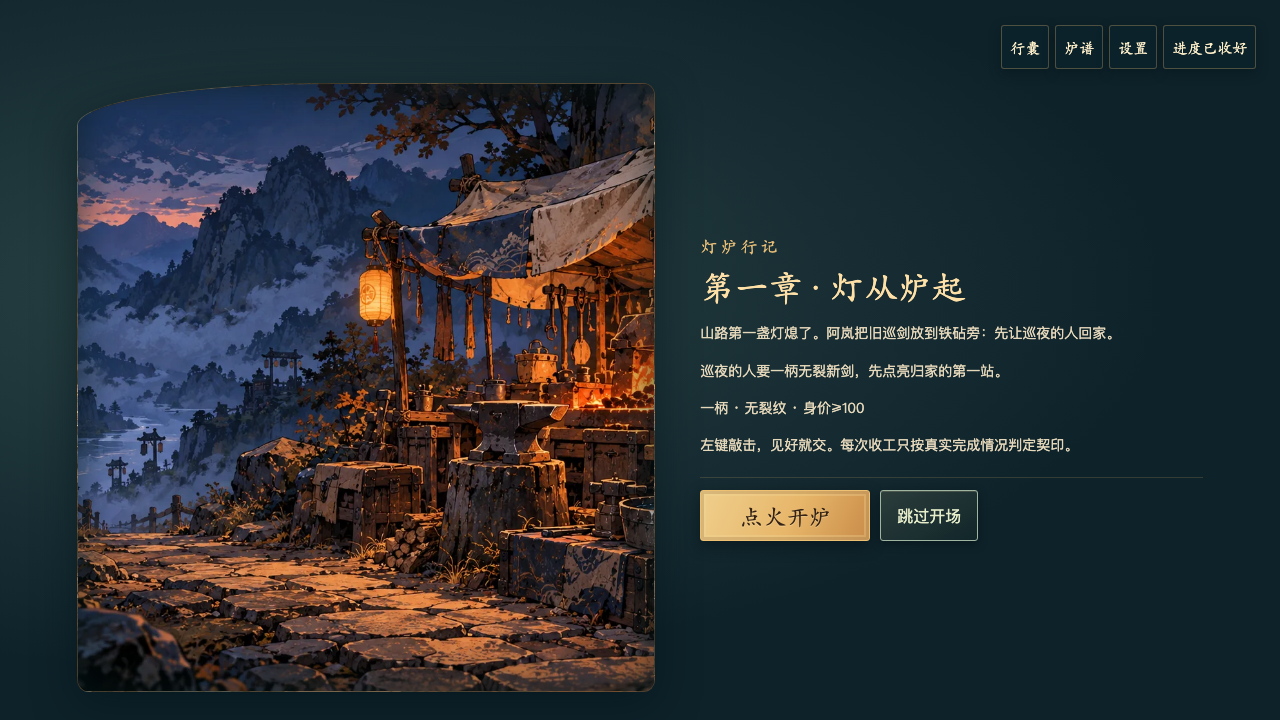 行囊
炉谱
设置
进度已收好
灯炉行记
第一章·灯从炉起
山路第一盏灯熄了。阿岚把旧巡剑放到铁砧旁：先让巡夜的人回家。
巡夜的人要一柄无裂新剑，先点亮归家的第一站。
一柄 · 无裂纹 · 身价≥100
左键敲击，见好就交。每次收工只按真实完成情况判定契印。
点火开炉
跳过开场